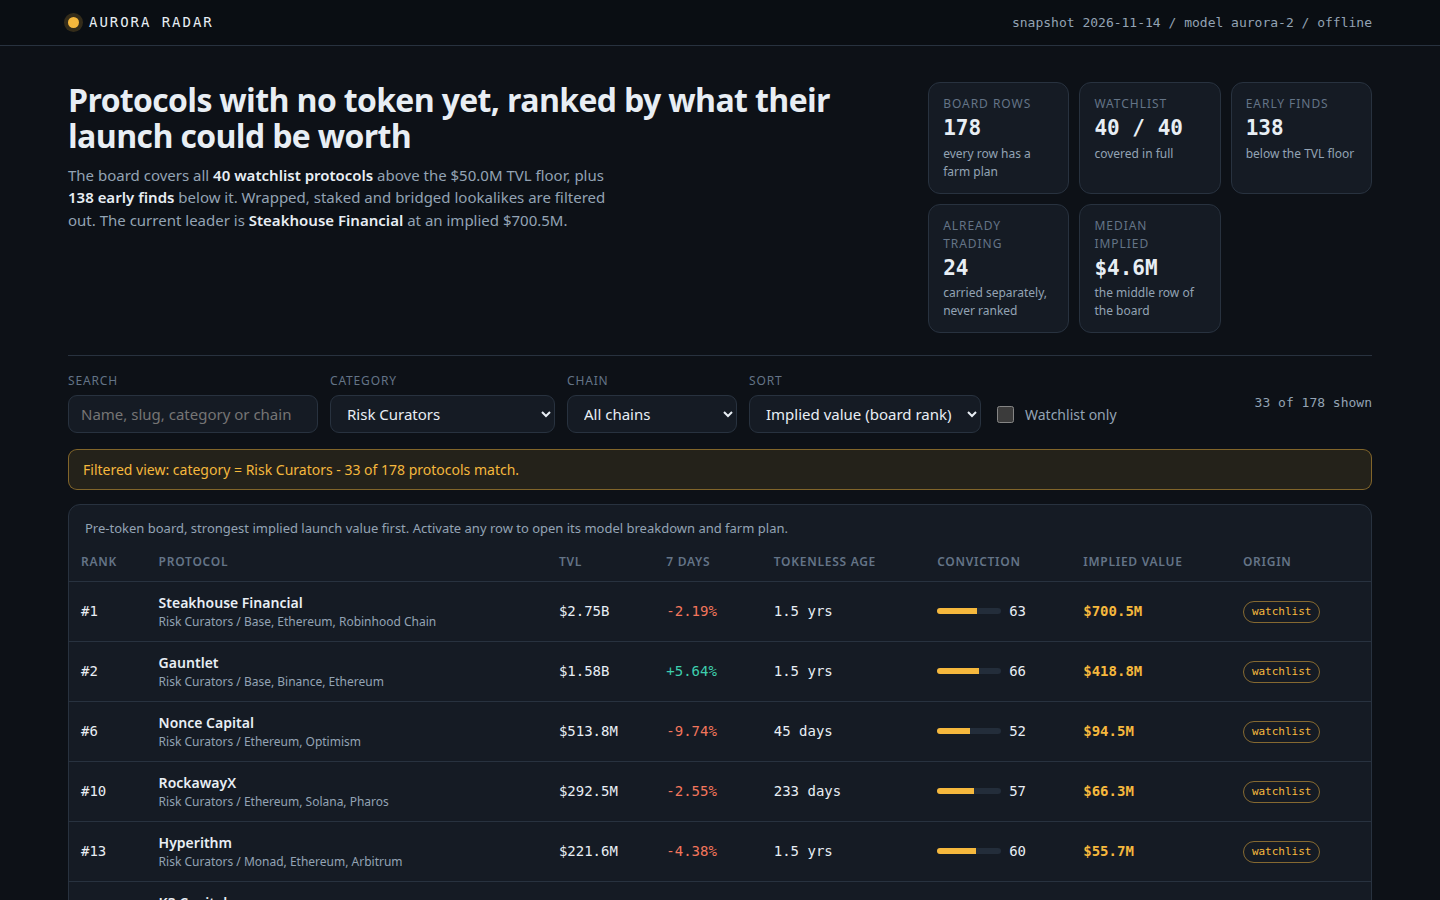 AURORA RADAR
snapshot 2026-11-14 / model aurora-2 / offline
Protocols with no token yet, ranked by what their
launch could be worth
The board covers all 40 watchlist protocols above the $50.0M TVL floor, plus
138 early finds below it. Wrapped, staked and bridged lookalikes are filtered
out. The current leader is Steakhouse Financial at an implied $700.5M.
BOARD ROWS
178
every row has a
farm plan
WATCHLIST
40 / 40
covered in full
EARLY FINDS
138
below the TVL floor
ALREADY
TRADING
24
carried separately,
never ranked
MEDIAN
IMPLIED
$4.6M
the middle row of
the board
SEARCH
Name, slug, category or chain
CATEGORY
Risk Curators
CHAIN
All chains
SORT
Implied value (board rank)
Watchlist only
33 of 178 shown
Filtered view: category = Risk Curators - 33 of 178 protocols match.
Pre-token board, strongest implied launch value first. Activate any row to open its model breakdown and farm plan.
RANK PROTOCOL TVL 7 DAYS TOKENLESS AGE CONVICTION IMPLIED VALUE ORIGIN
#1 Steakhouse Financial $2.75B -2.19% 1.5 yrs 63 $700.5M watchlist
Risk Curators / Base, Ethereum, Robinhood Chain
#2 Gauntlet $1.58B +5.64% 1.5 yrs 66 $418.8M watchlist
Risk Curators / Base, Binance, Ethereum
#6 Nonce Capital $513.8M -9.74% 45 days 52 $94.5M watchlist
Risk Curators / Ethereum, Optimism
#10 RockawayX $292.5M -2.55% 233 days 57 $66.3M watchlist
Risk Curators / Ethereum, Solana, Pharos
#13 Hyperithm $221.6M -4.38% 1.5 yrs 60 $55.7M watchlist
Risk Curators / Monad, Ethereum, Arbitrum